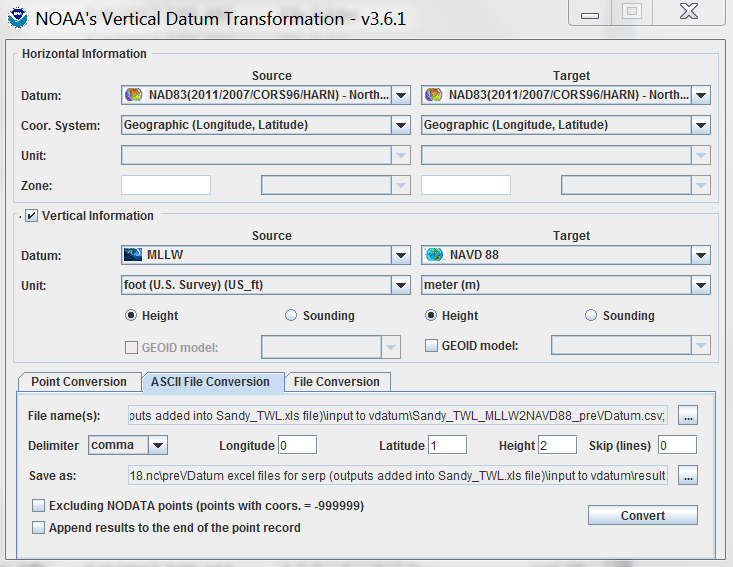 NOAA's Vertical Datum Transformation - v3.6.1
Horizontal Information
Source Target
Datum: NAD83(2011/2007/CORS96/HARN) - North... NAD83(2011/2007/CORS96/HARN) - North...
Coor. System: Geographic (Longitude, Latitude) Geographic (Longitude, Latitude)
Unit:
Zone:
Vertical Information
Source Target
Datum: MLLW NAVD 88
Unit: foot (U.S. Survey) (US_ft) meter (m)
Height Sounding Height Sounding
GEOID model: GEOID model:
Point Conversion ASCII File Conversion File Conversion
File name(s): puts added into Sandy_TWL.xls file)\input to vdatum\Sandy_TWL_MLLW2NAVD88_preVDatum.csv; ...
Delimiter comma Longitude 0 Latitude 1 Height 2 Skip (lines) 0
Save as: 18.nc\preVDatum excel files for serp (outputs added into Sandy_TWL.xls file)\input to vdatum\result ...
Excluding NODATA points (points with coors. = -999999)
Convert
Append results to the end of the point record